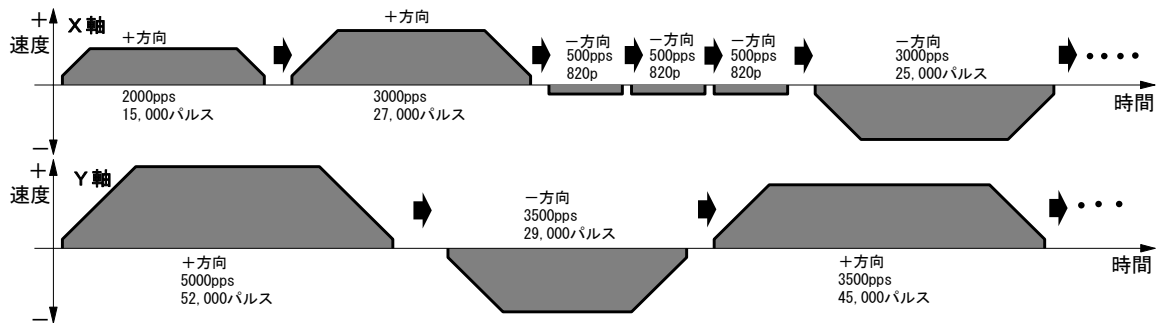 ＋
速度
X軸
＋方向
2000pps
15,000パルス
＋方向
3000pps
27,000パルス
－方向
500pps
820p
－方向
500pps
820p
－方向
500pps
820p
－方向
3000pps
25,000パルス
・・・・
時間
－
＋
速度
Y軸
＋方向
5000pps
52,000パルス
－方向
3500pps
29,000パルス
＋方向
3500pps
45,000パルス
・・・
時間
－